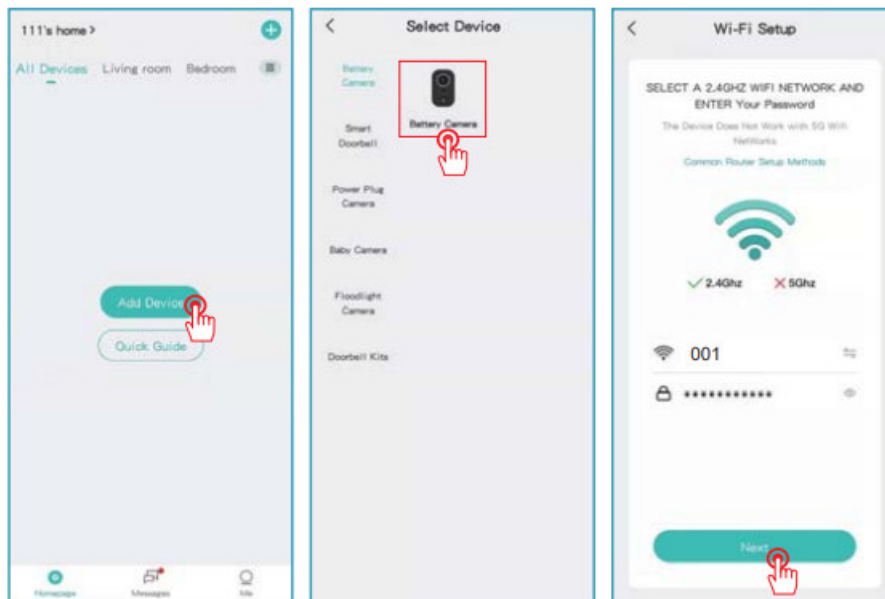 111's home >
All Devices Living room Bedroom
Add Device
Quick Guide
Homepage Messages Me
Select Device
Battery
Camera
Smart
Doorbell
Power Plug
Camera
Baby Camera
Floodlight
Camera
Doorbell Kits
Battery Camera
Wi-Fi Setup
SELECT A 2.4GHZ WIFI NETWORK AND
ENTER Your Password
The Device Does Not Work with 5G Wifi
NetWorks
Common Router Setup Methods
2.4Ghz 5Ghz
001
***********
Next